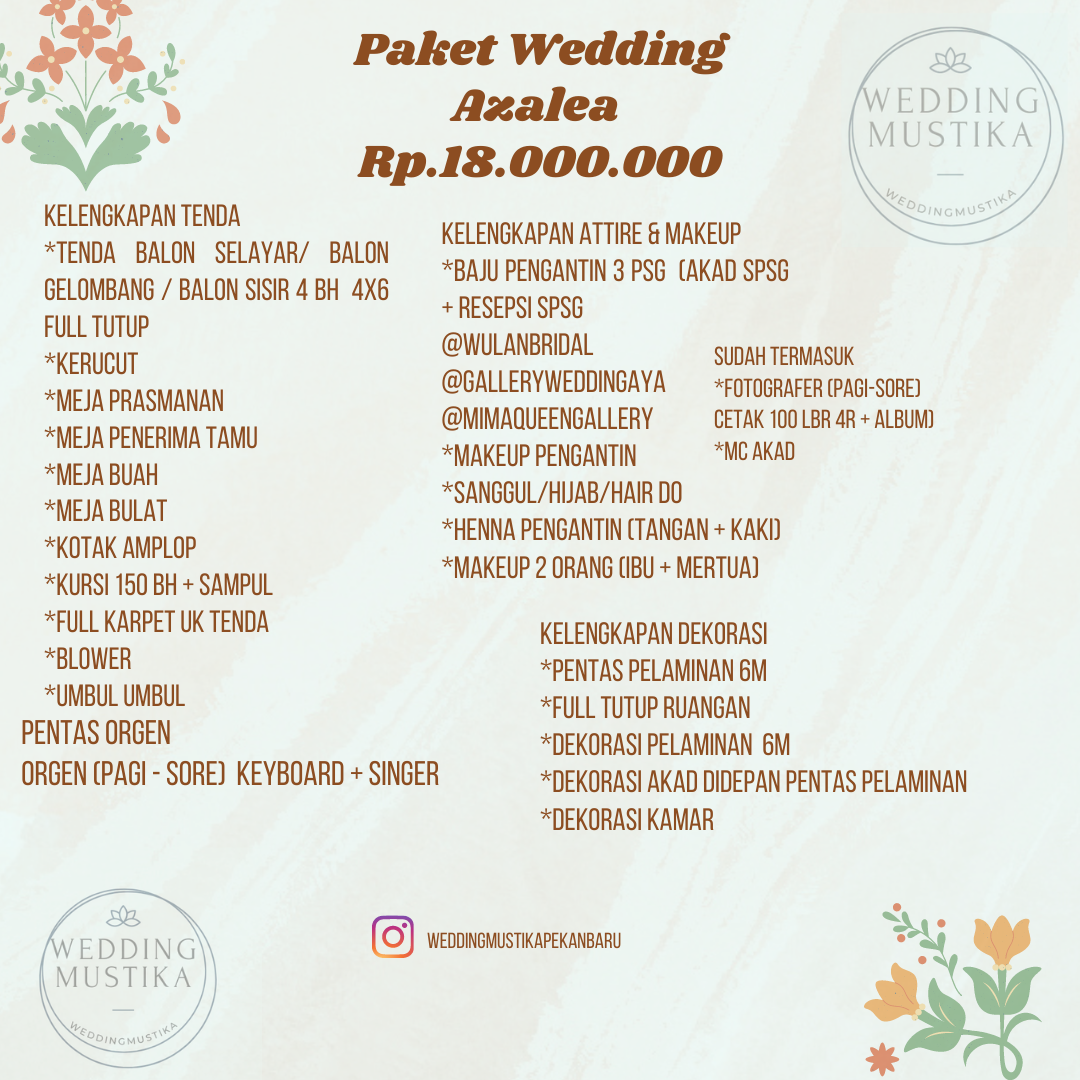 Paket Wedding
Azalea
Rp.18.000.000
WEDDING
MUSTIKA
WEDDINGMUSTIKA
KELENGKAPAN TENDA
*TENDA BALON SELAYAR/ BALON
GELOMBANG / BALON SISIR 4 BH 4X6
FULL TUTUP
*KERUCUT
*MEJA PRASMANAN
*MEJA PENERIMA TAMU
*MEJA BUAH
*MEJA BULAT
*KOTAK AMPLOP
*KURSI 150 BH + SAMPUL
*FULL KARPET UK TENDA
*BLOWER
*UMBUL UMBUL
PENTAS ORGEN
ORGEN (PAGI - SORE) KEYBOARD + SINGER
KELENGKAPAN ATTIRE & MAKEUP
*BAJU PENGANTIN 3 PSG (AKAD SPSG
+ RESEPSI SPSG
@WULANBRIDAL
@GALLERYWEDDINGAYA
@MIMAQUEENGALLERY
*MAKEUP PENGANTIN
*SANGGUL/HIJAB/HAIR DO
*HENNA PENGANTIN (TANGAN + KAKI)
*MAKEUP 2 ORANG (IBU + MERTUA)
SUDAH TERMASUK
*FOTOGRAFER (PAGI-SORE)
CETAK 100 LBR 4R + ALBUM)
*MC AKAD
KELENGKAPAN DEKORASI
*PENTAS PELAMINAN 6M
*FULL TUTUP RUANGAN
*DEKORASI PELAMINAN 6M
*DEKORASI AKAD DIDEPAN PENTAS PELAMINAN
*DEKORASI KAMAR
WEDDING
MUSTIKA
WEDDINGMUSTIKA
WEDDINGMUSTIKAPEKANBARU